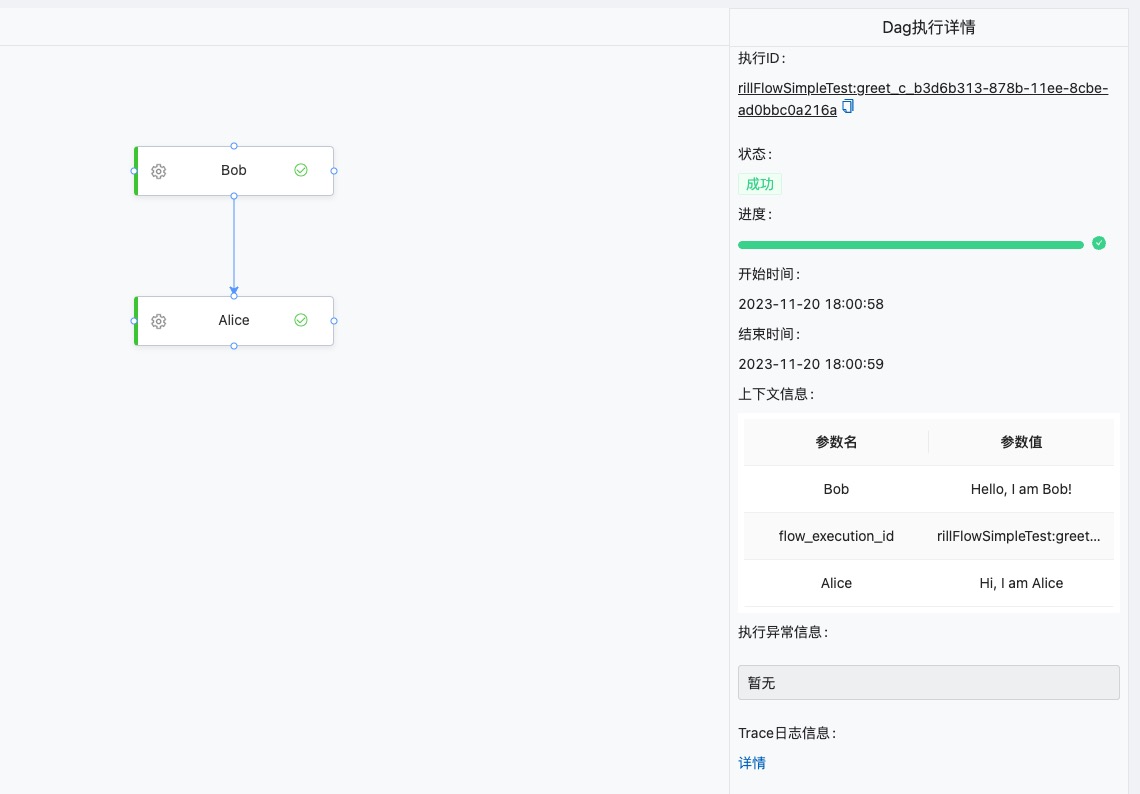 Dag执行详情
Bob
Alice
执行ID：
rillFlowSimpleTest:greet_c_b3d6b313-878b-11ee-8cbe-
ad0bbc0a216a
状态：
成功
进度：
开始时间：
2023-11-20 18:00:58
结束时间：
2023-11-20 18:00:59
上下文信息：
参数名 参数值
Bob Hello, I am Bob!
flow_execution_id rillFlowSimpleTest:greet...
Alice Hi, I am Alice
执行异常信息：
暂无
Trace日志信息：
详情